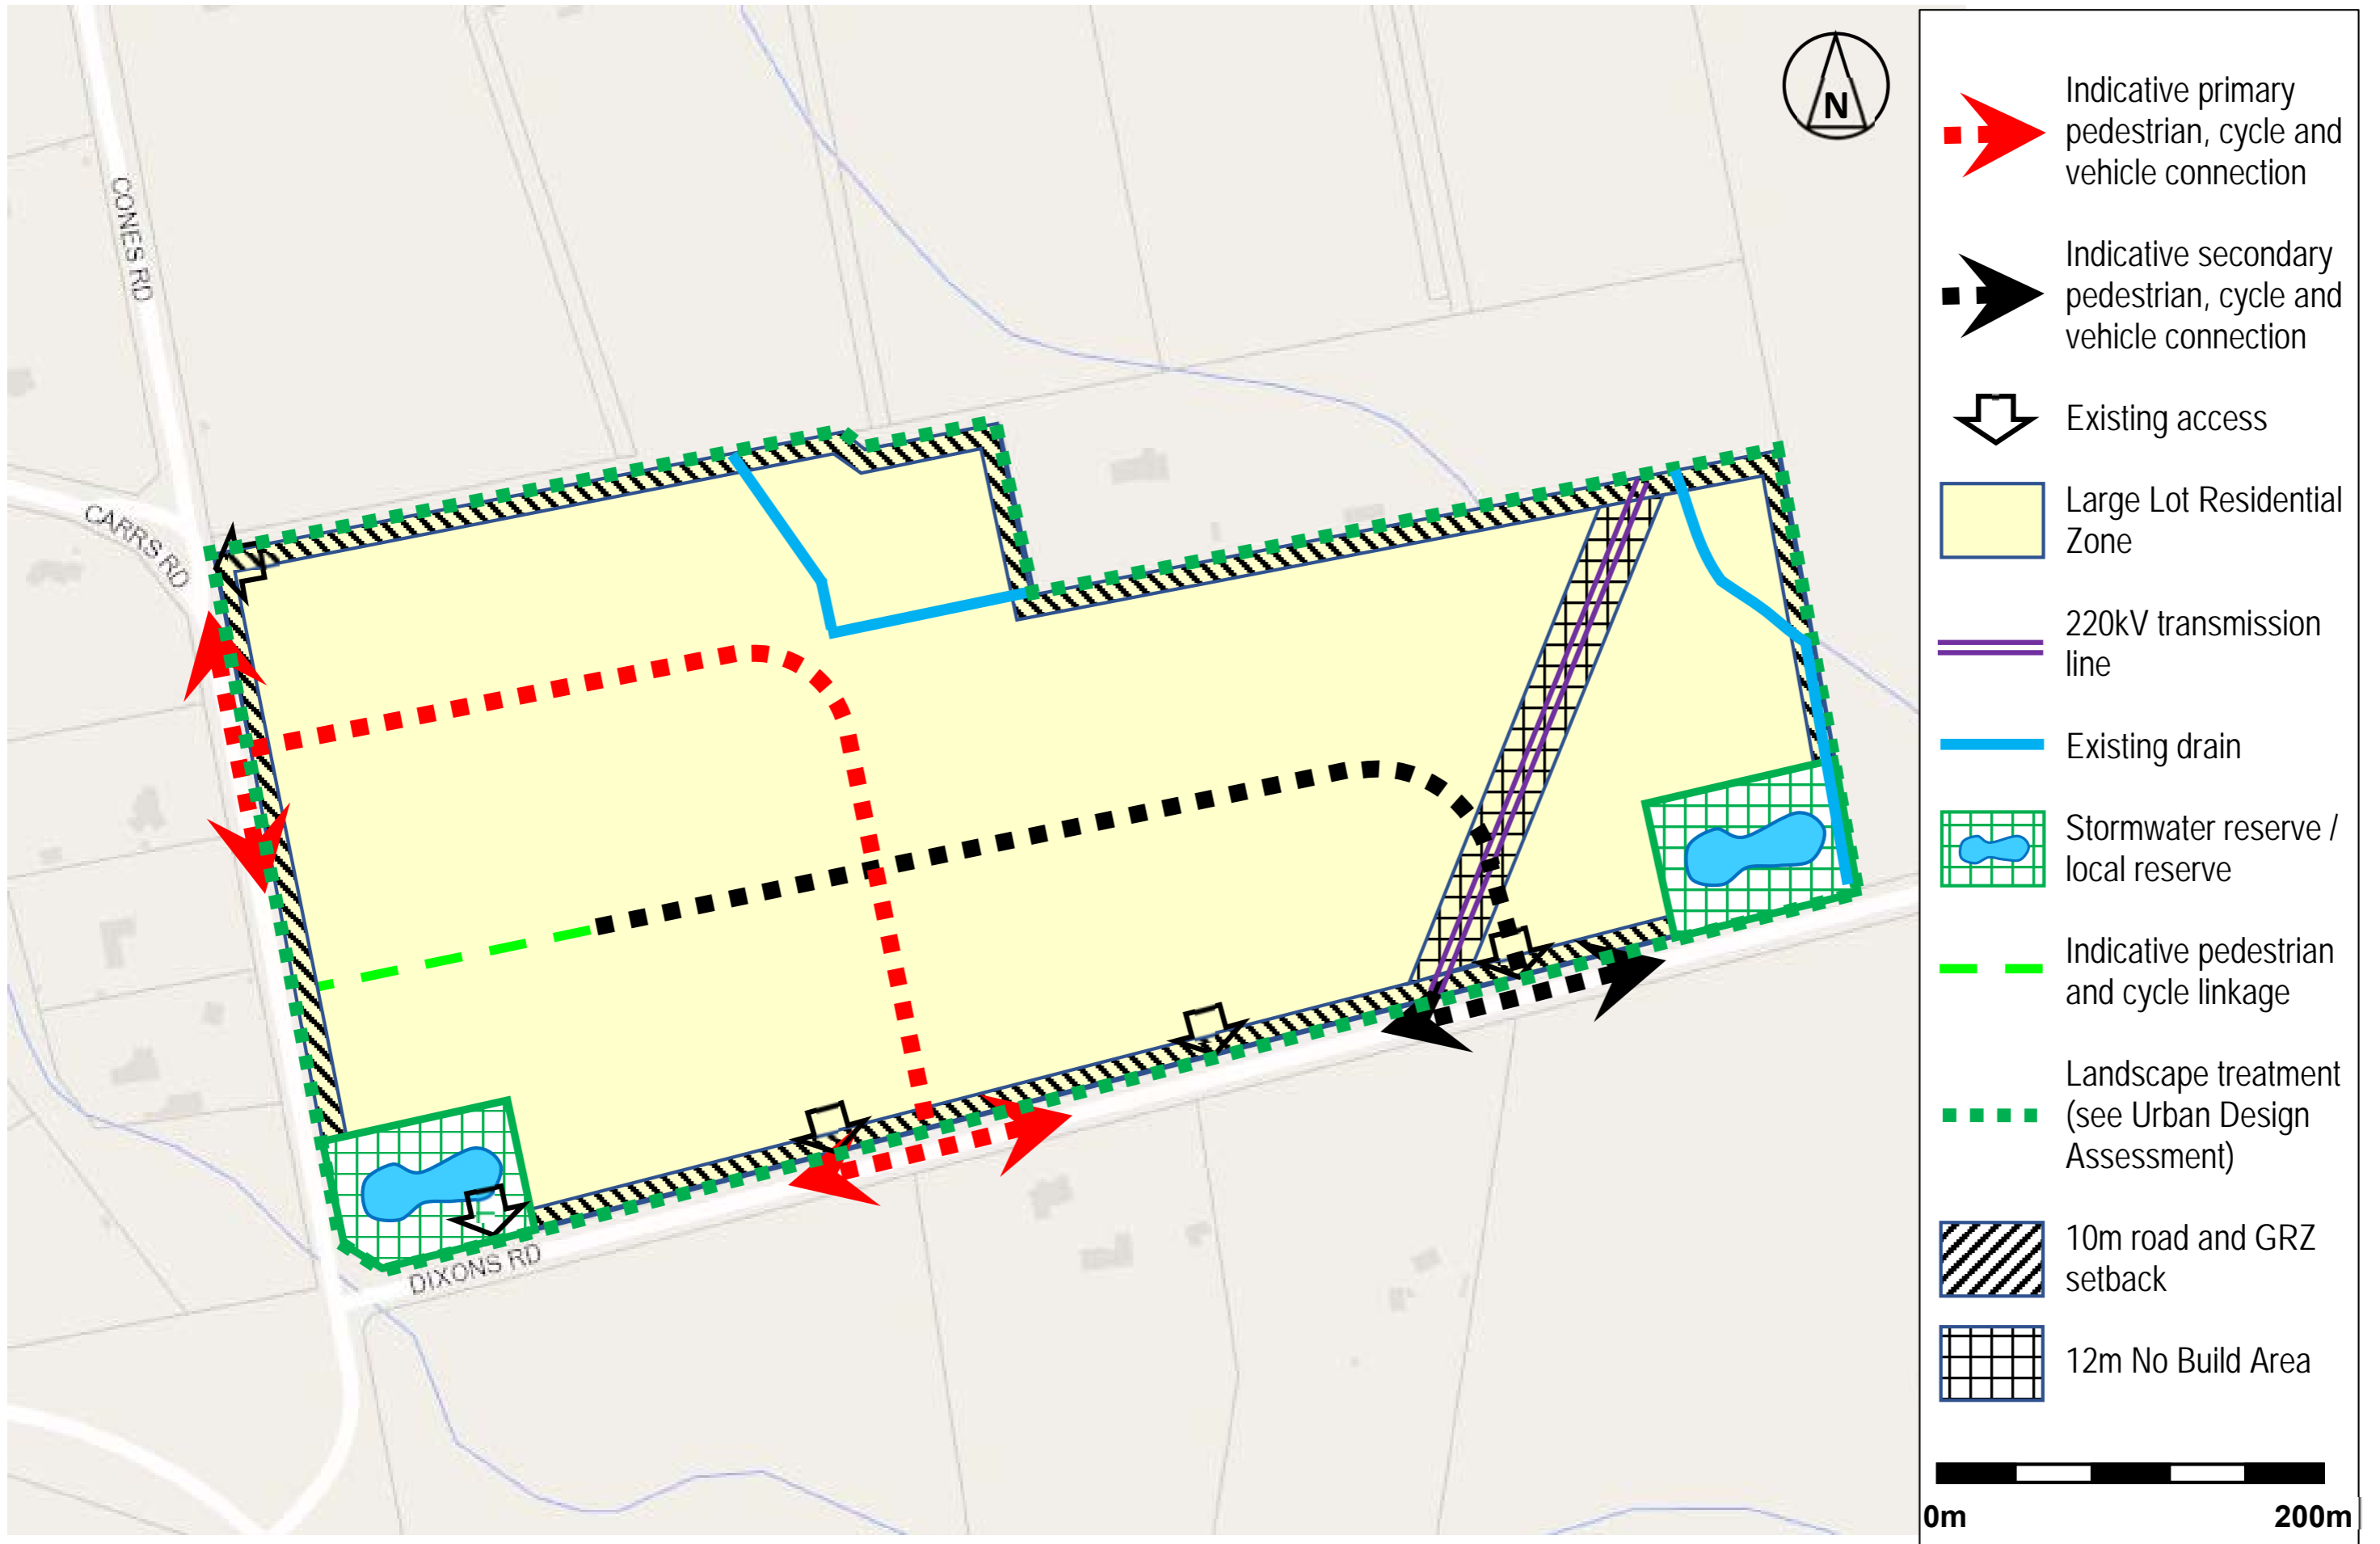 N
CONES RD
CARRS RD
DIXONS RD
Indicative primary
pedestrian, cycle and
vehicle connection
Indicative secondary
pedestrian, cycle and
vehicle connection
Existing access
Large Lot Residential
Zone
220kV transmission
line
Existing drain
Stormwater reserve /
local reserve
Indicative pedestrian
and cycle linkage
Landscape treatment
(see Urban Design
Assessment)
10m road and GRZ
setback
12m No Build Area
0m 200m